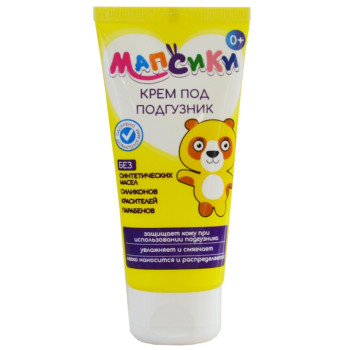 0+
МАПСИКИ
КРЕМ ПОД
ПОДГУЗНИК
БЕЗ
СИНТЕТИЧЕСКИХ
МАСЕЛ
СИЛИКОНОВ
КРАСИТЕЛЕЙ
ПАРАБЕНОВ
защищает кожу при
использовании подгузника
увлажняет и смягчает
легко наносится и распределяется